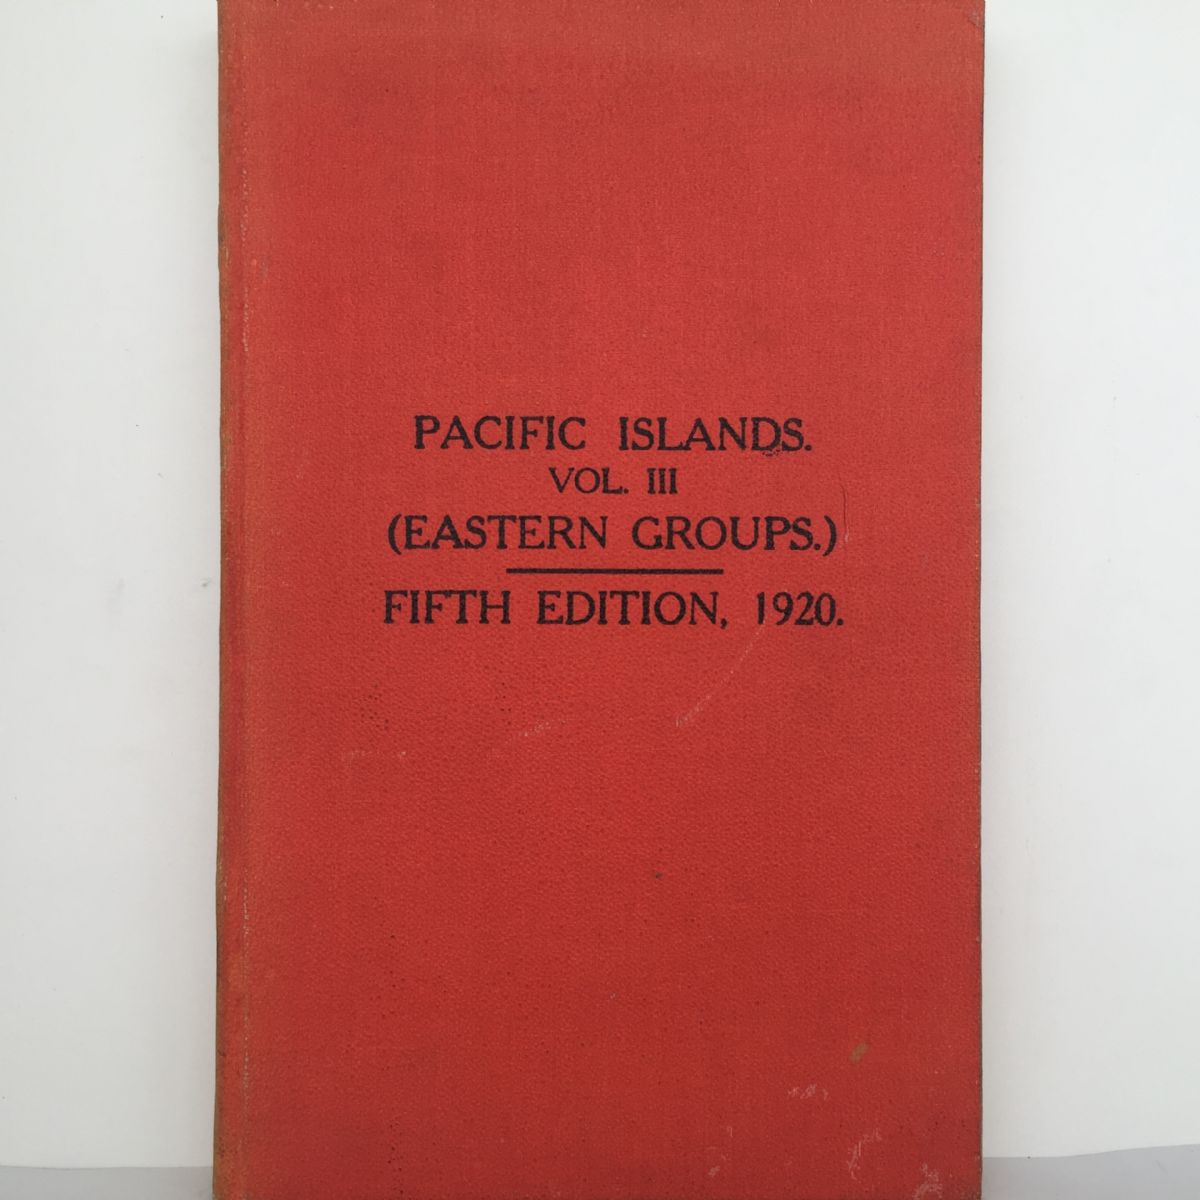 PACIFIC ISLANDS.
VOL. III
(EASTERN GROUPS.)
FIFTH EDITION, 1920.